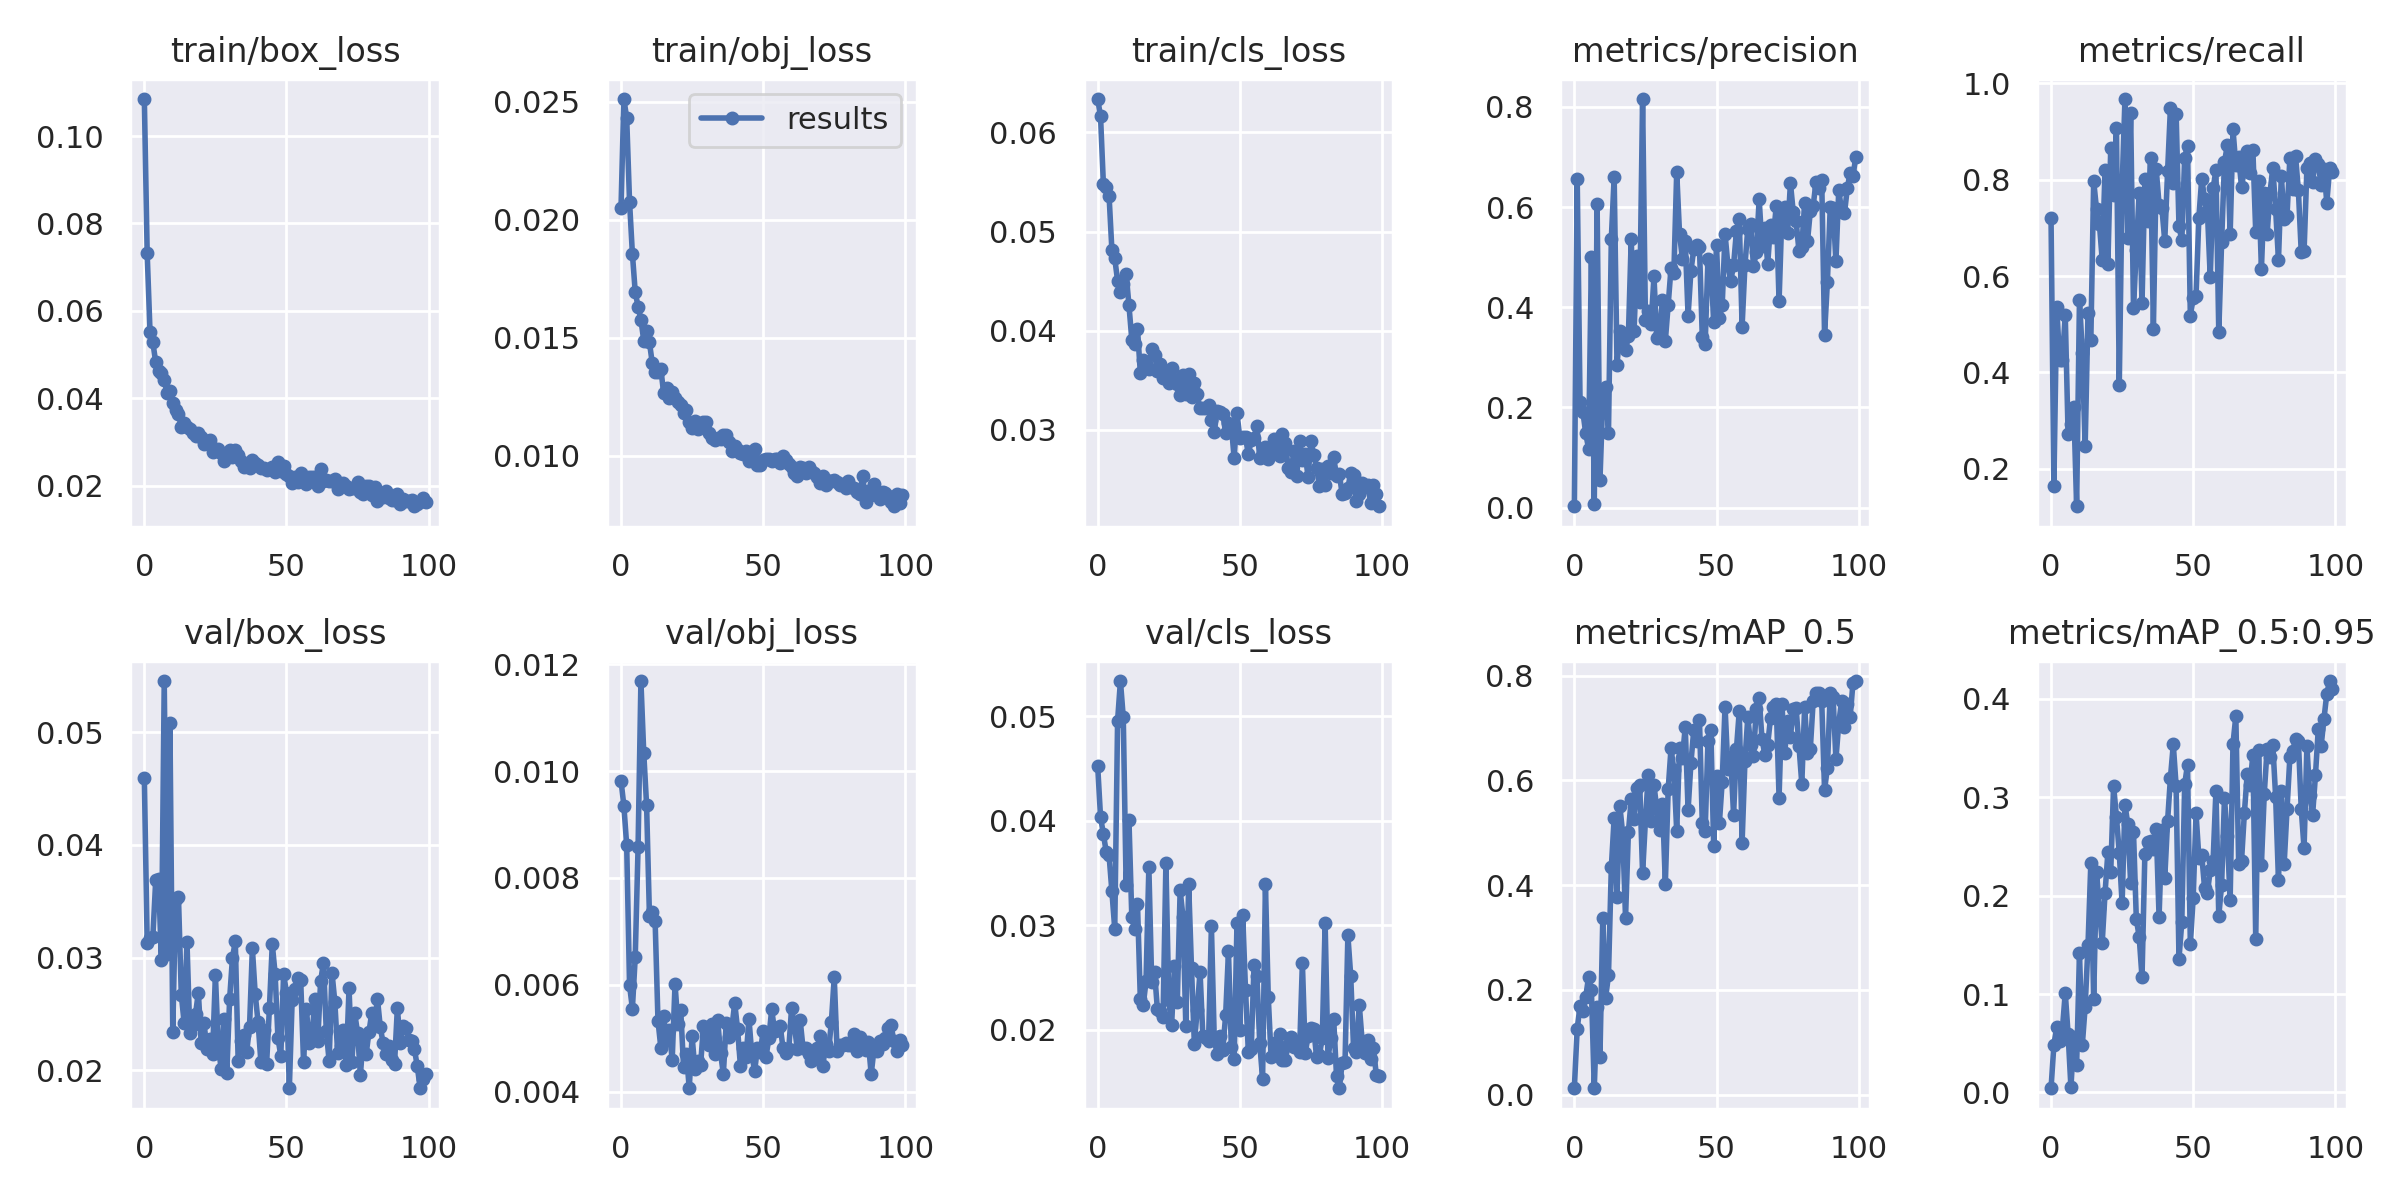 train/box_loss
0.10
0.08
0.06
0.04
0.02
0 50 100
train/obj_loss
results
0.025
0.020
0.015
0.010
0 50 100
train/cls_loss
0.06
0.05
0.04
0.03
0 50 100
metrics/precision
0.8
0.6
0.4
0.2
0.0
0 50 100
metrics/recall
1.0
0.8
0.6
0.4
0.2
0 50 100
val/box_loss
0.05
0.04
0.03
0.02
0 50 100
val/obj_loss
0.012
0.010
0.008
0.006
0.004
0 50 100
val/cls_loss
0.05
0.04
0.03
0.02
0 50 100
metrics/mAP_0.5
0.8
0.6
0.4
0.2
0.0
0 50 100
metrics/mAP_0.5:0.95
0.4
0.3
0.2
0.1
0.0
0 50 100